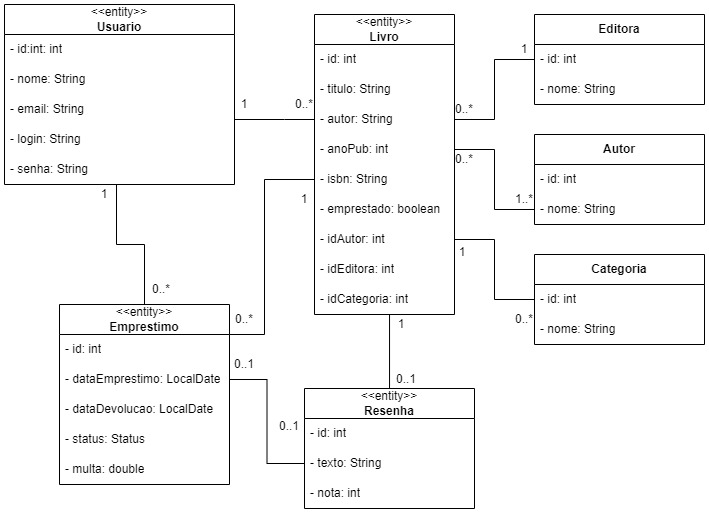 <<entity>>
Usuario
- id:int: int
- nome: String
- email: String
- login: String
- senha: String
1
0..*
<<entity>>
Livro
- id: int
- titulo: String
- autor: String
- anoPub: int
- isbn: String
- emprestado: boolean
- idAutor: int
- idEditora: int
- idCategoria: int
Editora
- id: int
- nome: String
1
0..*
Autor
- id: int
- nome: String
0..*
1..*
Categoria
- id: int
- nome: String
1
0..*
1
0..*
1
0..*
<<entity>>
Emprestimo
- id: int
- dataEmprestimo: LocalDate
- dataDevolucao: LocalDate
- status: Status
- multa: double
0..1
0..1
1
0..1
<<entity>>
Resenha
- id: int
- texto: String
- nota: int